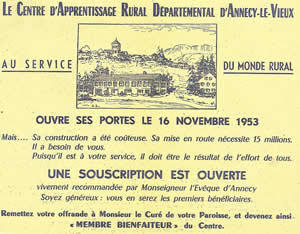 LE CENTRE D'APPRENTISSAGE RURAL DÉPARTEMENTAL D'ANNECY-LE-VIEUX
AU SERVICE
DU MONDE RURAL
OUVRE SES PORTES LE 16 NOVEMBRE 1953
Mais.... Sa construction a été coûteuse. Sa mise en route nécessite 15 millions.
Il a besoin de vous.
Puisqu'il est à votre service, il doit être le résultat de l'effort de tous.
UNE SOUSCRIPTION EST OUVERTE
vivement recommandée par Monseigneur l'Evêque d'Annecy
Soyez généreux : vous en serez les premiers bénéficiaires.
Remettez votre offrande à Monsieur le Curé de votre Paroisse, et devenez ainsi
« MEMBRE BIENFAITEUR » du Centre.